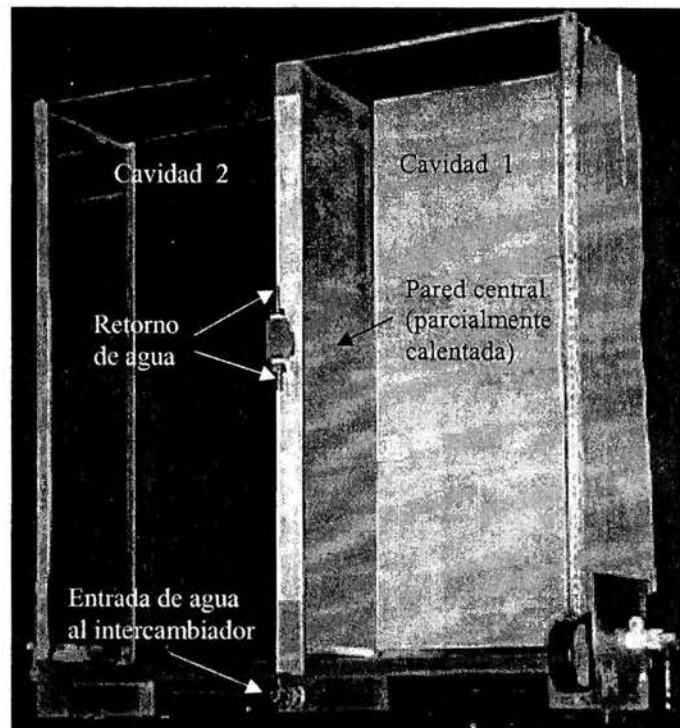 Cavidad 2
Cavidad 1
Pared central
(parcialmente
calentada)
Retorno
de agua
Entrada de agua
al intercambiador